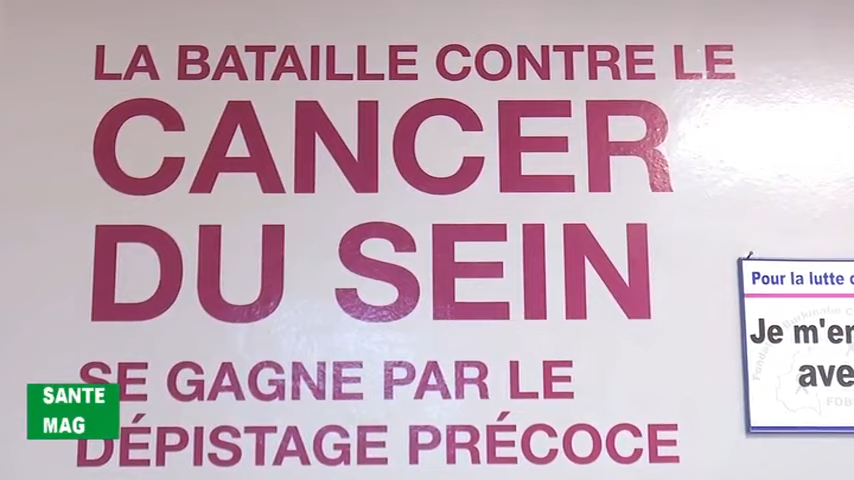 LA BATAILLE CONTRE LE
CANCER
DU SEIN
SE GAGNE PAR LE
DÉPISTAGE PRÉCOCE
SANTE
MAG
Pour la lutte
Je m'en
ave